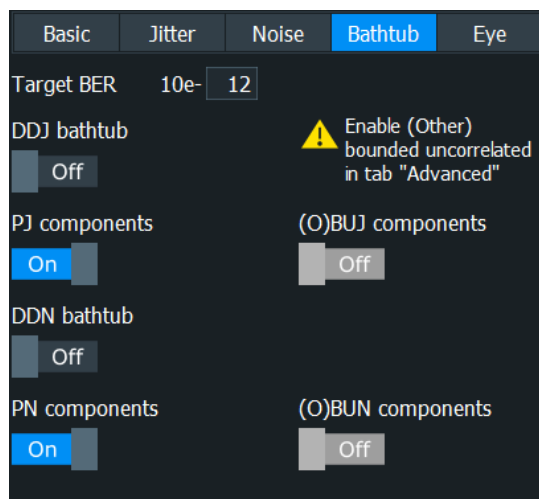 Basic Jitter Noise Bathtub Eye
Target BER 10e- 12
DDJ bathtub
Enable (Other)
bounded uncorrelated
in tab "Advanced"
Off
PJ components (O)BUJ components
On Off
DDN bathtub
Off
PN components (O)BUN components
On Off